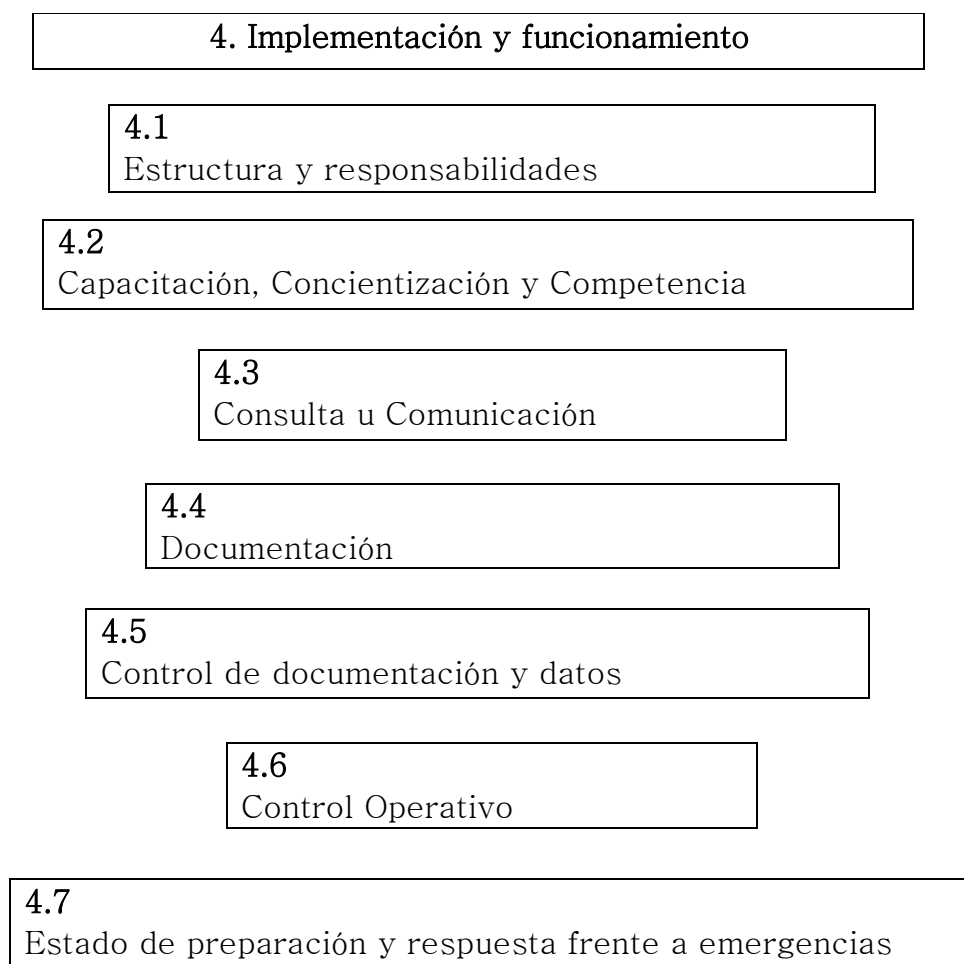 4. Implementación y funcionamiento
4.1
Estructura y responsabilidades
4.2
Capacitación, Concientización y Competencia
4.3
Consulta u Comunicación
4.4
Documentación
4.5
Control de documentación y datos
4.6
Control Operativo
4.7
Estado de preparación y respuesta frente a emergencias